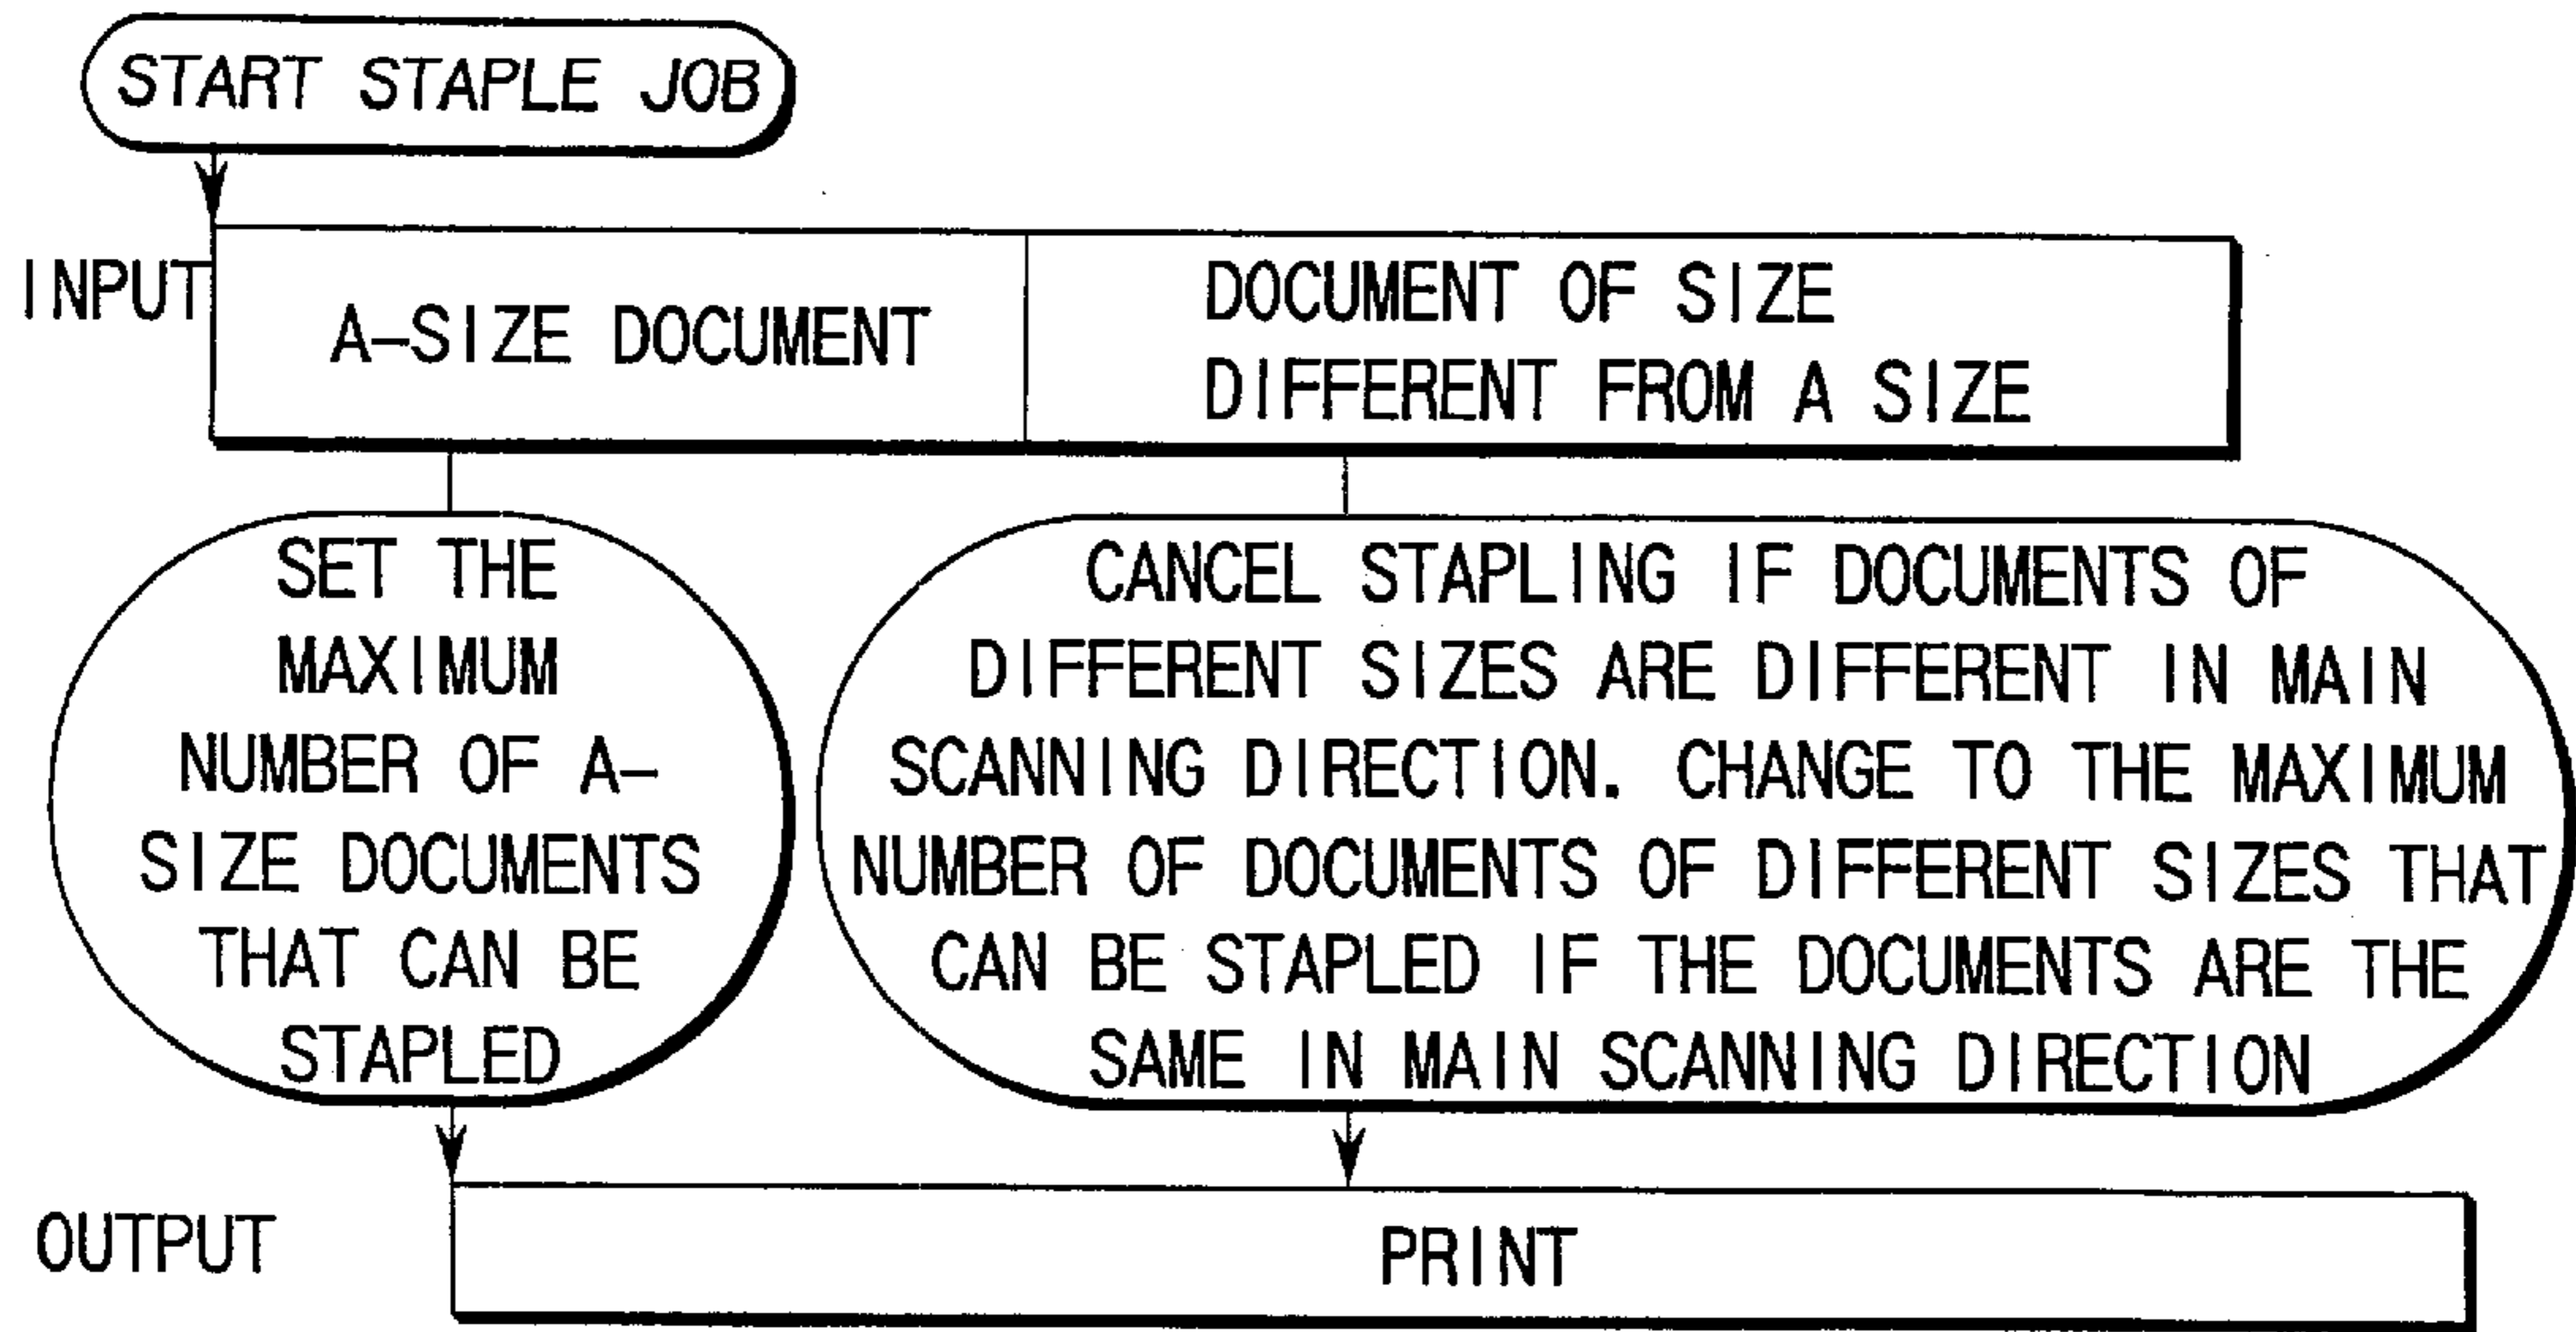 START STAPLE JOB
INPUT
A-SIZE DOCUMENT
DOCUMENT OF SIZE
DIFFERENT FROM A SIZE
SET THE
MAXIMUM
NUMBER OF A-
SIZE DOCUMENTS
THAT CAN BE
STAPLED
CANCEL STAPLING IF DOCUMENTS OF
DIFFERENT SIZES ARE DIFFERENT IN MAIN
SCANNING DIRECTION. CHANGE TO THE MAXIMUM
NUMBER OF DOCUMENTS OF DIFFERENT SIZES THAT
CAN BE STAPLED IF THE DOCUMENTS ARE THE
SAME IN MAIN SCANNING DIRECTION
OUTPUT
PRINT